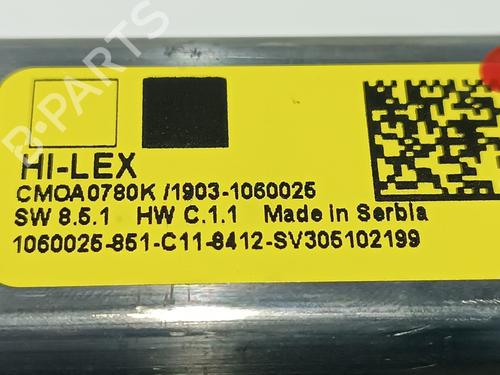 B-PARTS
HI-LEX
CMOA0780K /1903-1060025
SW 8.5.1 HW C.1.1 Made in Serbia
1060025-851-C11-8412-SV305102199